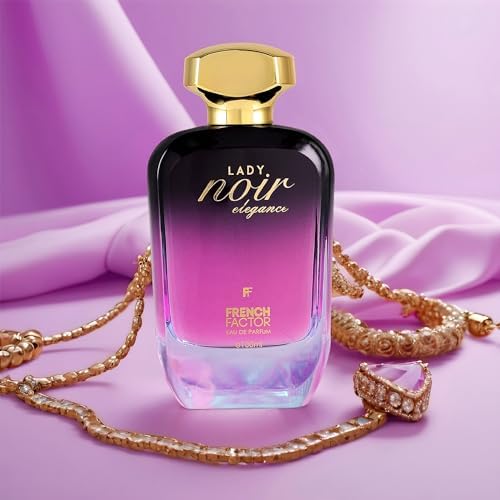 LADY
noir
elegance
FF
FRENCH
FACTOR
EAU DE PARFUM